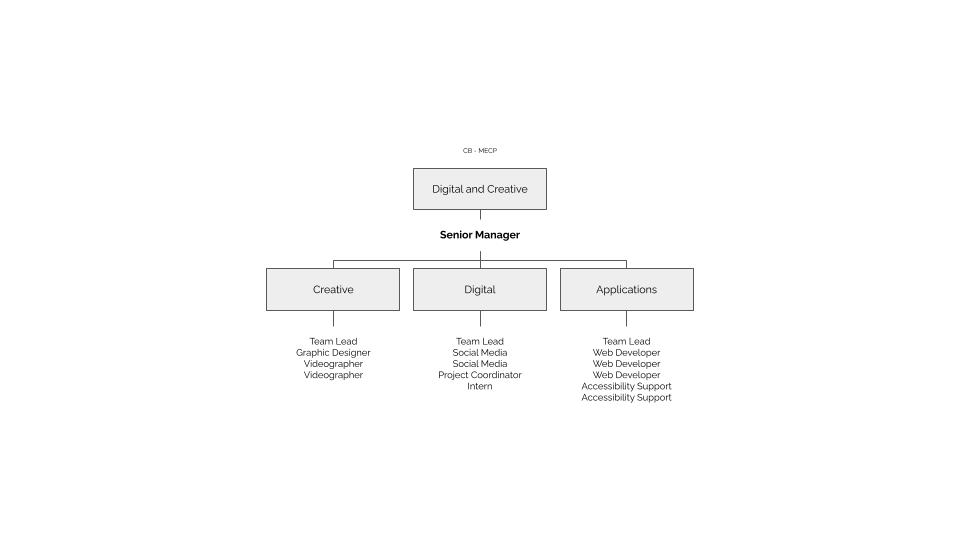 CB - MECP
Digital and Creative
Senior Manager
Creative
Digital
Applications
Team Lead
Graphic Designer
Videographer
Videographer
Team Lead
Social Media
Social Media
Project Coordinator
Intern
Team Lead
Web Developer
Web Developer
Web Developer
Accessibility Support
Accessibility Support